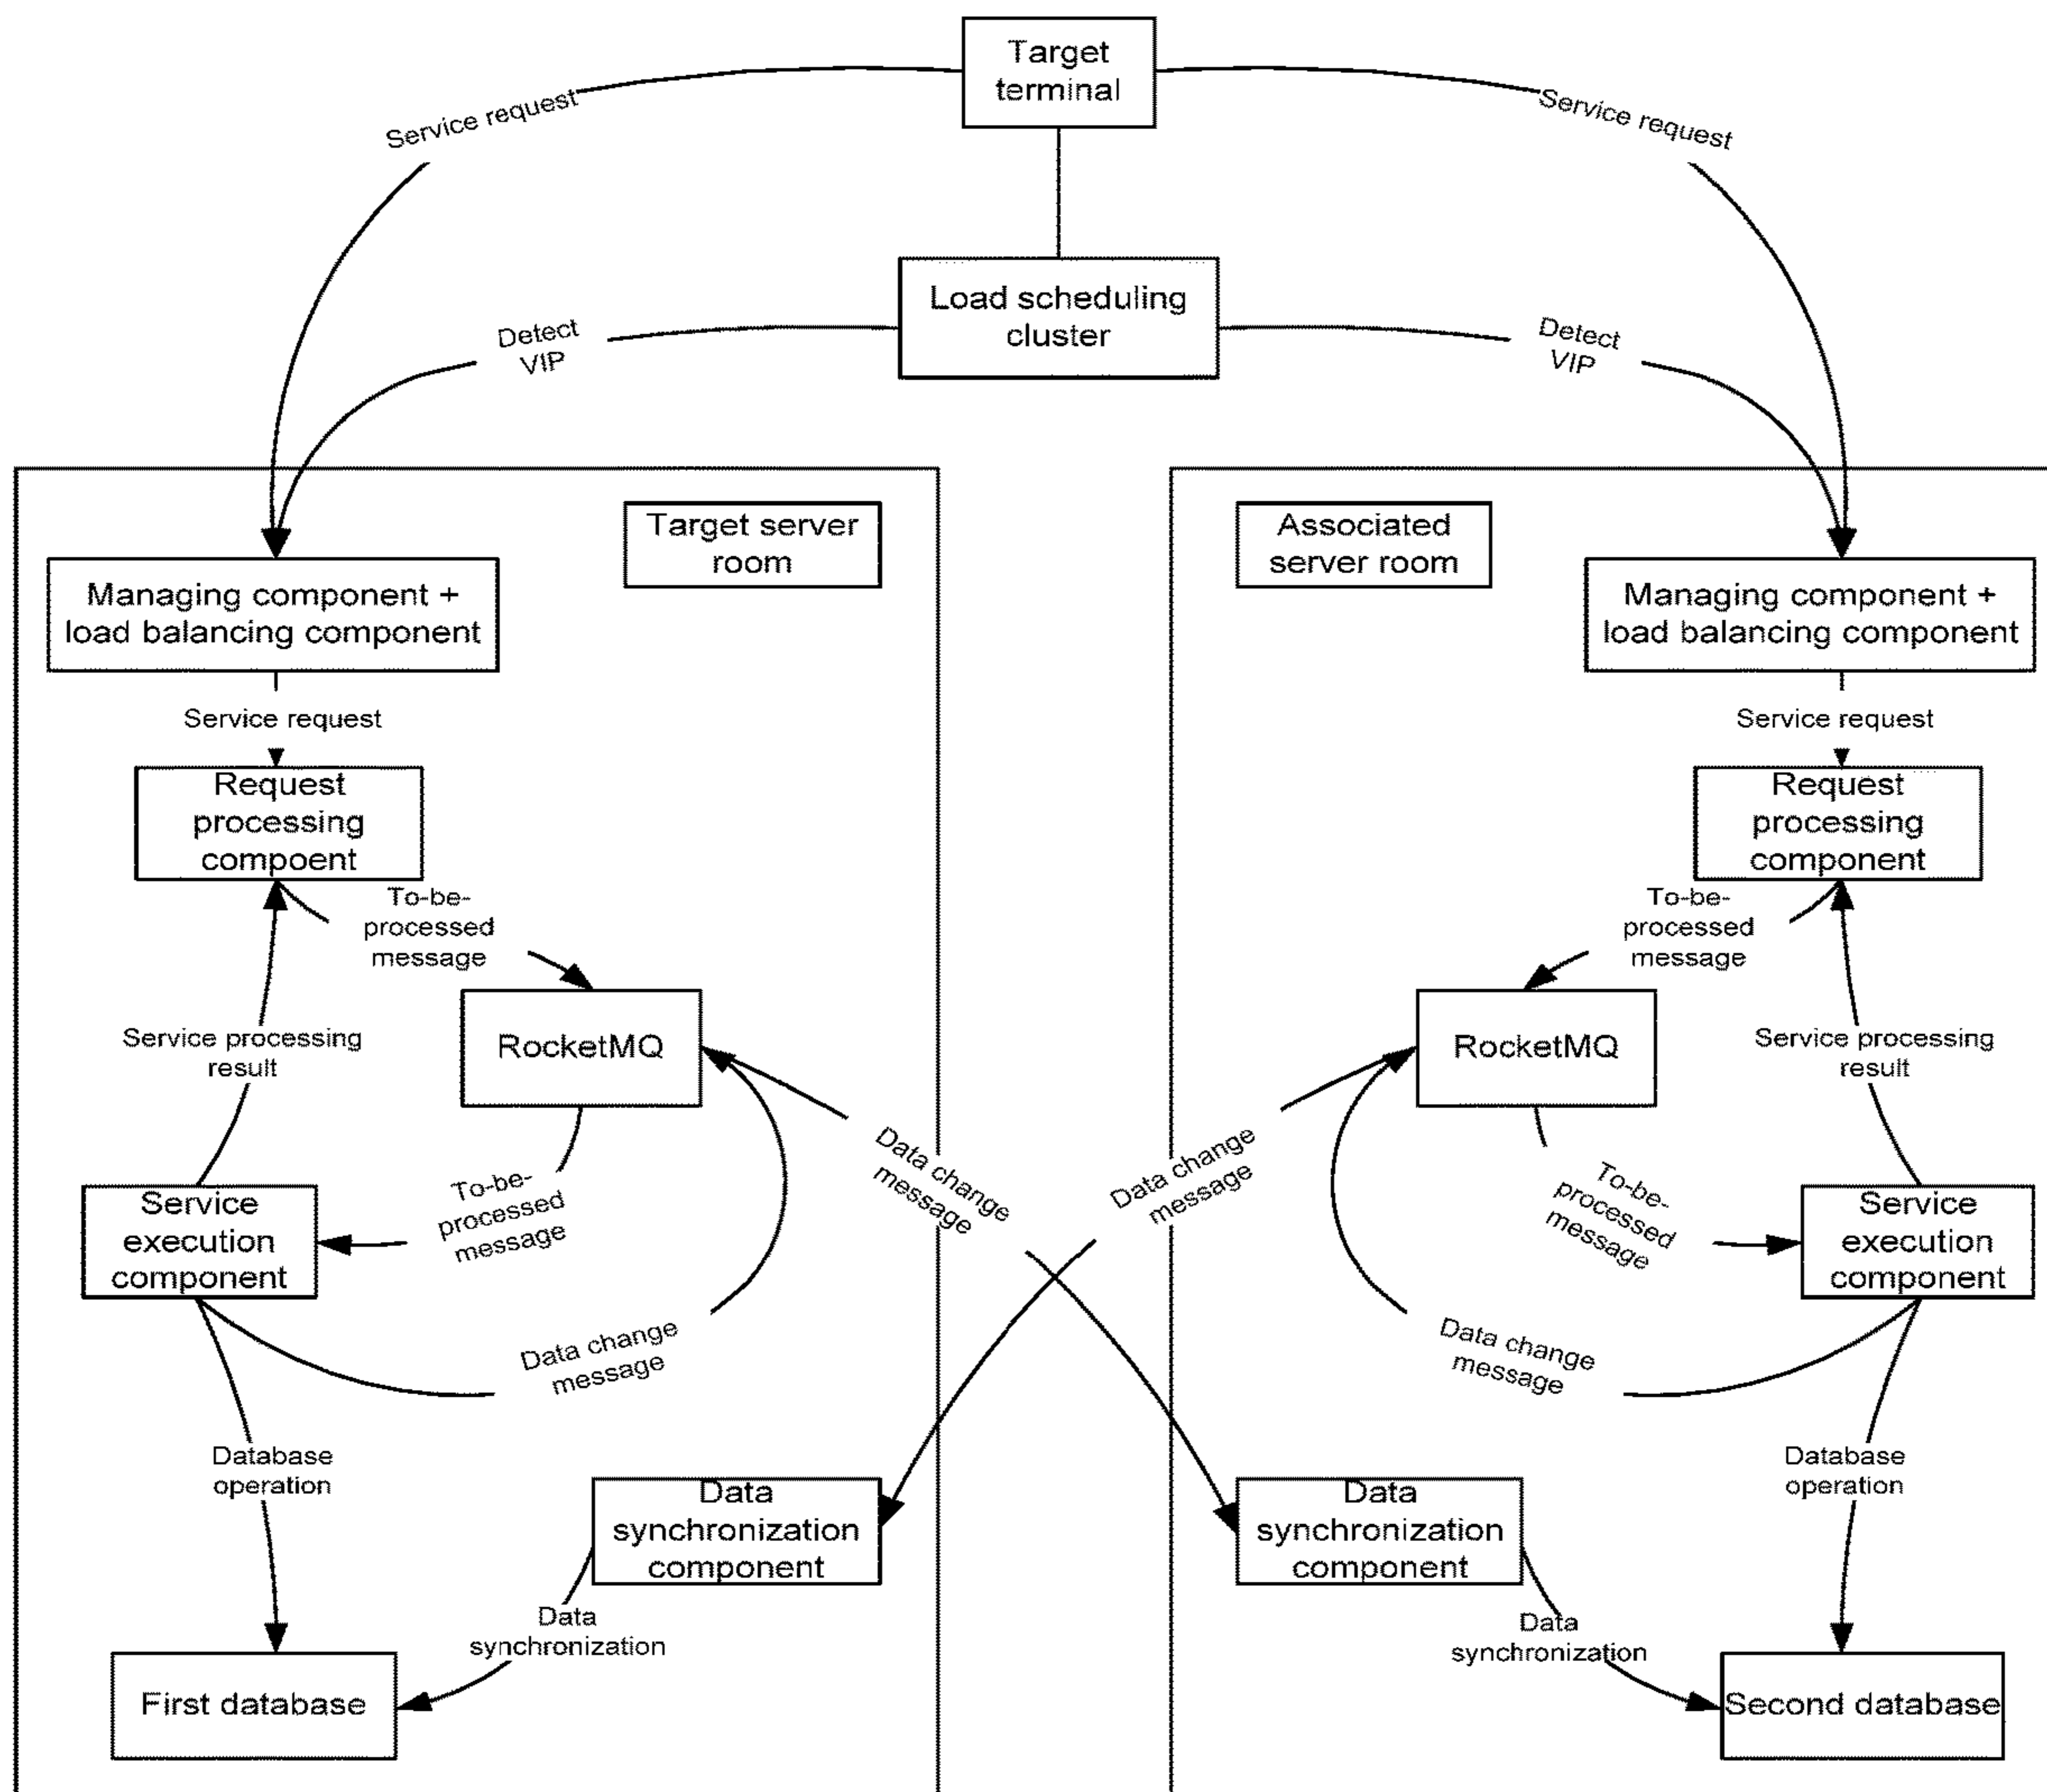 Target
terminal
Service request
Service request
Load scheduling
cluster
Detect
VIP
Detect
VIP
Target server
room
Associated
server room
Managing component +
load balancing component
Managing component +
load balancing component
Service request
Service request
Request
processing
compoent
Request
processing
component
To-be-
processed
message
To-be-
processed
message
RocketMQ
RocketMQ
Service processing
result
Service processing
result
Data change
message
Data change
message
To-be-
processed
message
To-be-
processed
message
Service
execution
component
Service
execution
component
Data change
message
Data change
message
Database
operation
Database
operation
Data
synchronization
component
Data
synchronization
component
Data
synchronization
Data
synchronization
First database
Second database